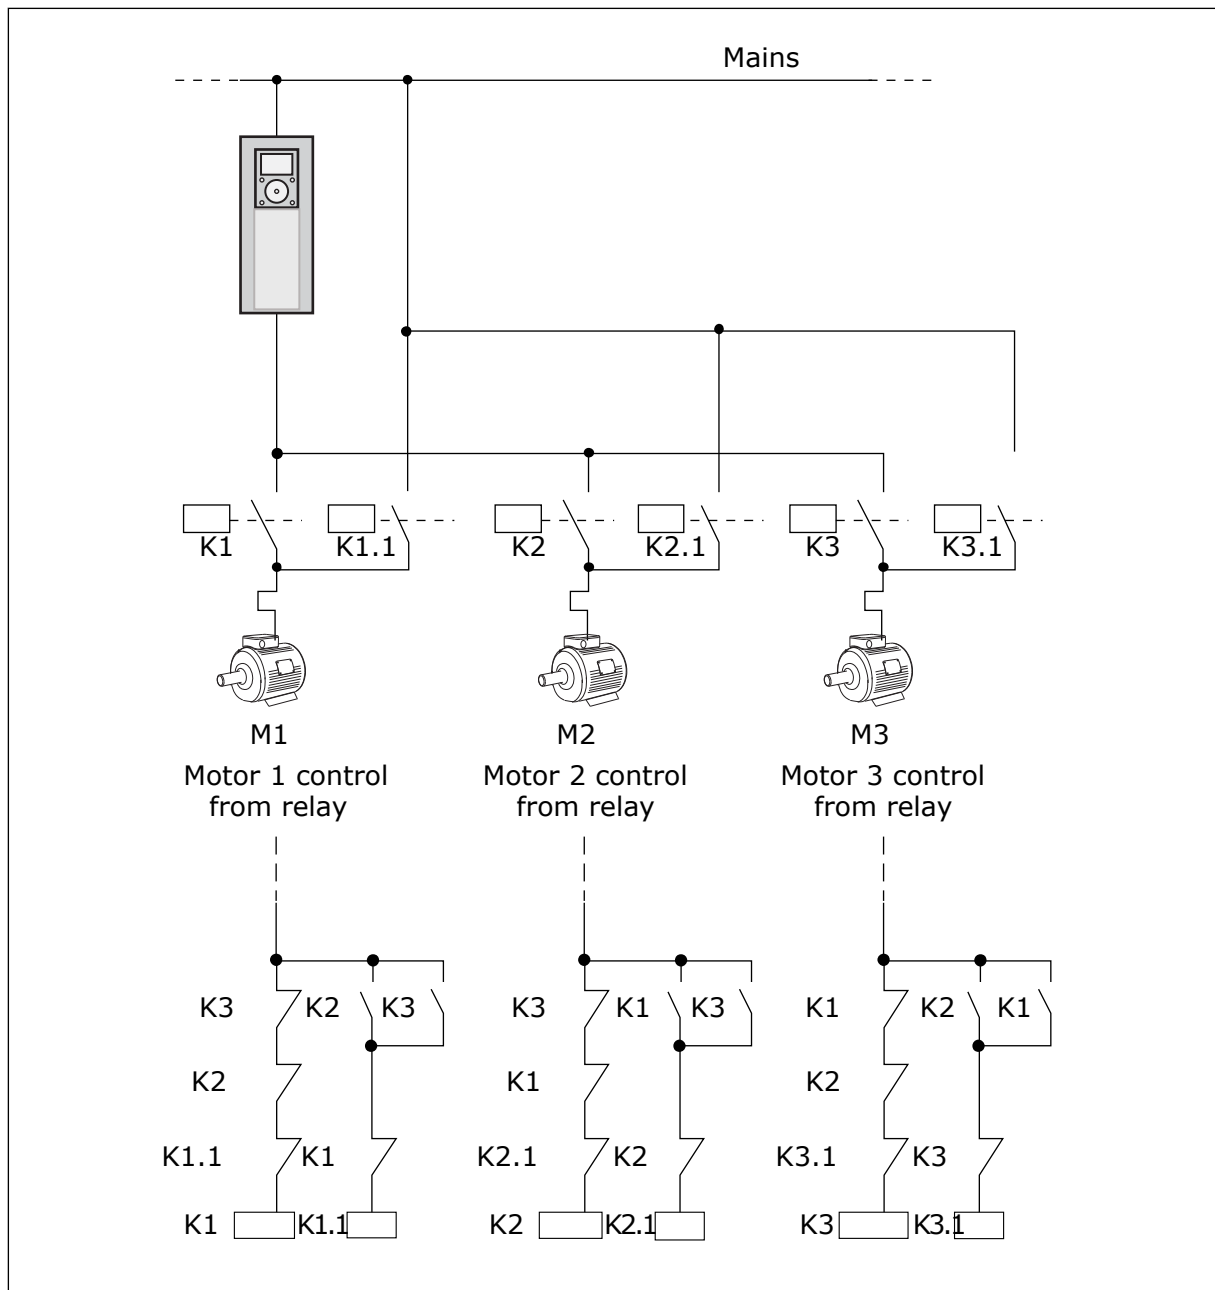 Mains
K1 K1.1 K2 K2.1 K3 K3.1
M1 M2 M3
Motor 1 control Motor 2 control Motor 3 control
from relay from relay from relay
K3 K2 K3 K3 K1 K3 K1 K2 K1
K2 K1 K2
K1.1 K1 K2.1 K2 K3.1 K3
K1 K1.1 K2 K2.1 K3 K3.1